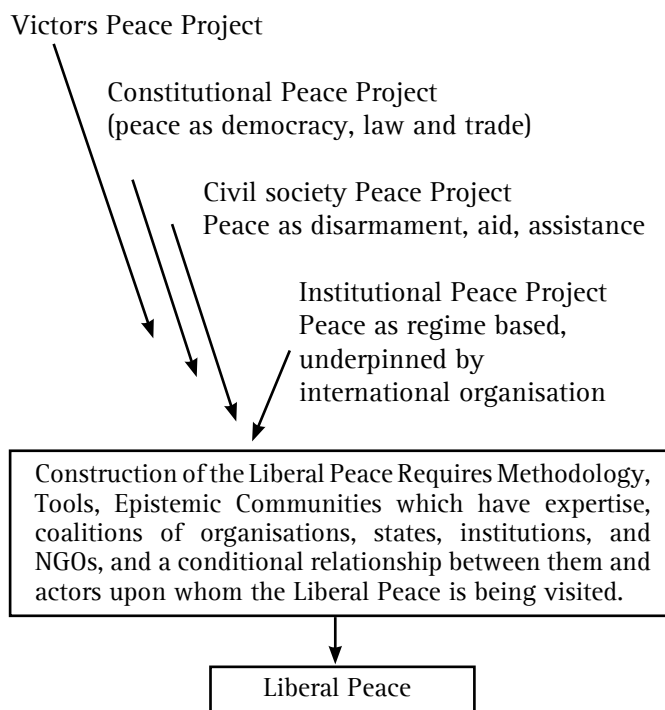 Victor's Peace Project
Constitutional Peace Project
(peace as democracy, law and trade)
Civil society Peace Project
Peace as disarmament, aid, assistance
Institutional Peace Project
Peace as regime based,
underpinned by
international organisation
Construction of the Liberal Peace Requires Methodology,
Tools, Epistemic Communities which have expertise,
coalitions of organisations, states, institutions, and
NGOs, and a conditional relationship between them and
actors upon whom the Liberal Peace is being visited.
Liberal Peace